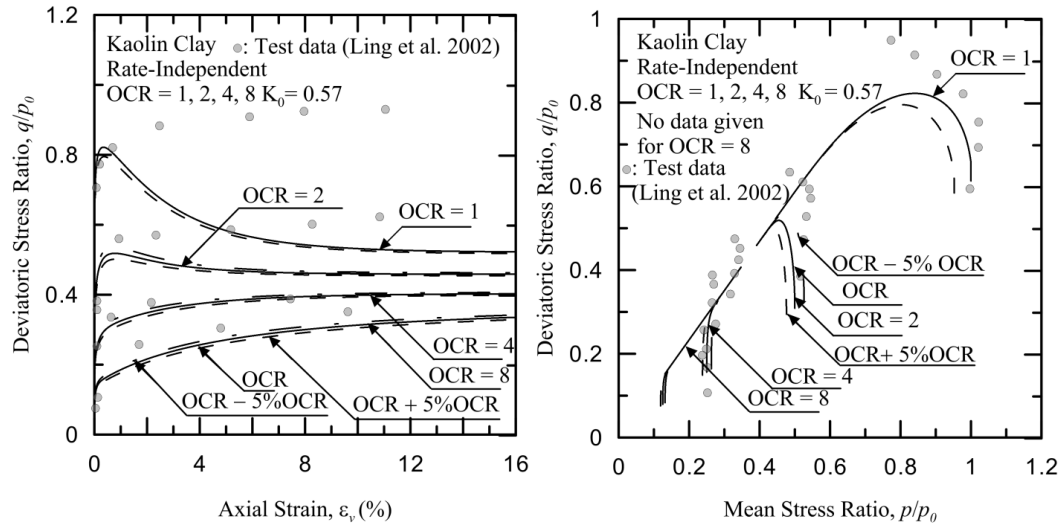 Kaolin Clay
: Test data (Ling et al. 2002)
Rate-Independent
OCR = 1, 2, 4, 8 K0 = 0.57
OCR = 2
OCR = 1
OCR = 4
OCR = 8
OCR
OCR − 5%OCR
OCR + 5%OCR
Deviatoric Stress Ratio, q/p0
1.2
0.8
0.4
0
0
4
8
12
16
Axial Strain, εv (%)
Kaolin Clay
Rate-Independent
OCR = 1, 2, 4, 8 K0 = 0.57
No data given
for OCR = 8
: Test data
(Ling et al. 2002)
OCR = 1
OCR − 5% OCR
OCR
OCR = 2
OCR+ 5%OCR
OCR = 4
OCR = 8
Deviatoric Stress Ratio, q/p0
1
0.8
0.6
0.4
0.2
0
0
0.2
0.4
0.6
0.8
1
1.2
Mean Stress Ratio, p/p0